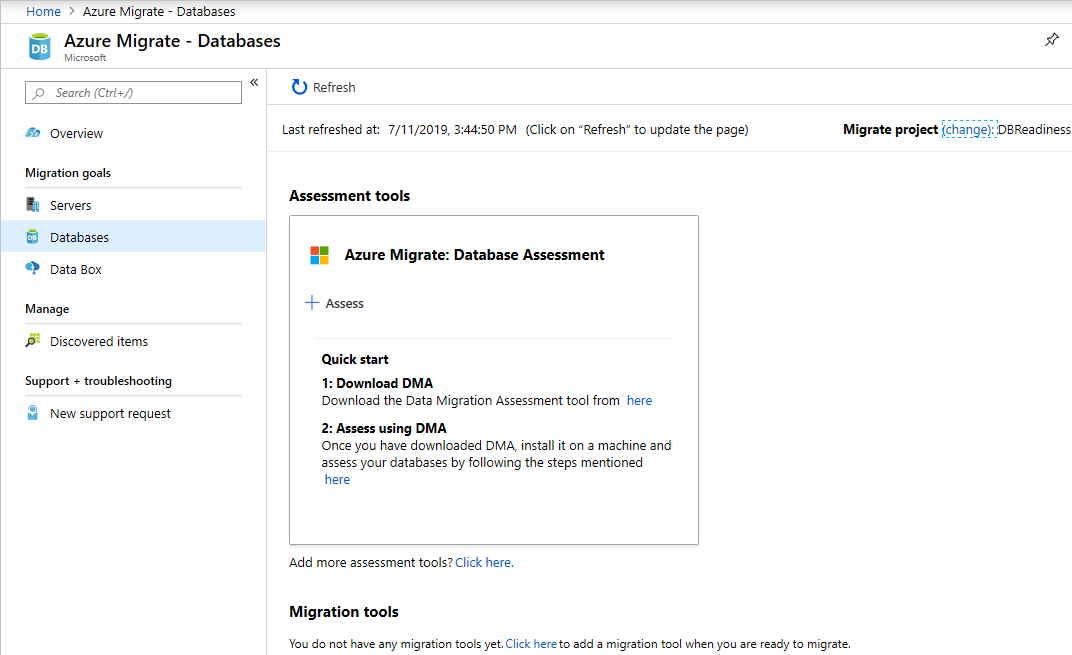 Home > Azure Migrate - Databases
DB
Azure Migrate - Databases
Microsoft
Search (Ctrl+/)
«
Overview
Migration goals
Servers
DB
Databases
Data Box
Manage
Discovered items
Support + troubleshooting
New support request
Refresh
Last refreshed at: 7/11/2019, 3:44:50 PM (Click on “Refresh” to update the page)
Migrate project (change): DBReadiness
Assessment tools
Azure Migrate: Database Assessment
+ Assess
Quick start
1: Download DMA
Download the Data Migration Assessment tool from here
2: Assess using DMA
Once you have downloaded DMA, install it on a machine and
assess your databases by following the steps mentioned
here
Add more assessment tools? Click here.
Migration tools
You do not have any migration tools yet. Click here to add a migration tool when you are ready to migrate.